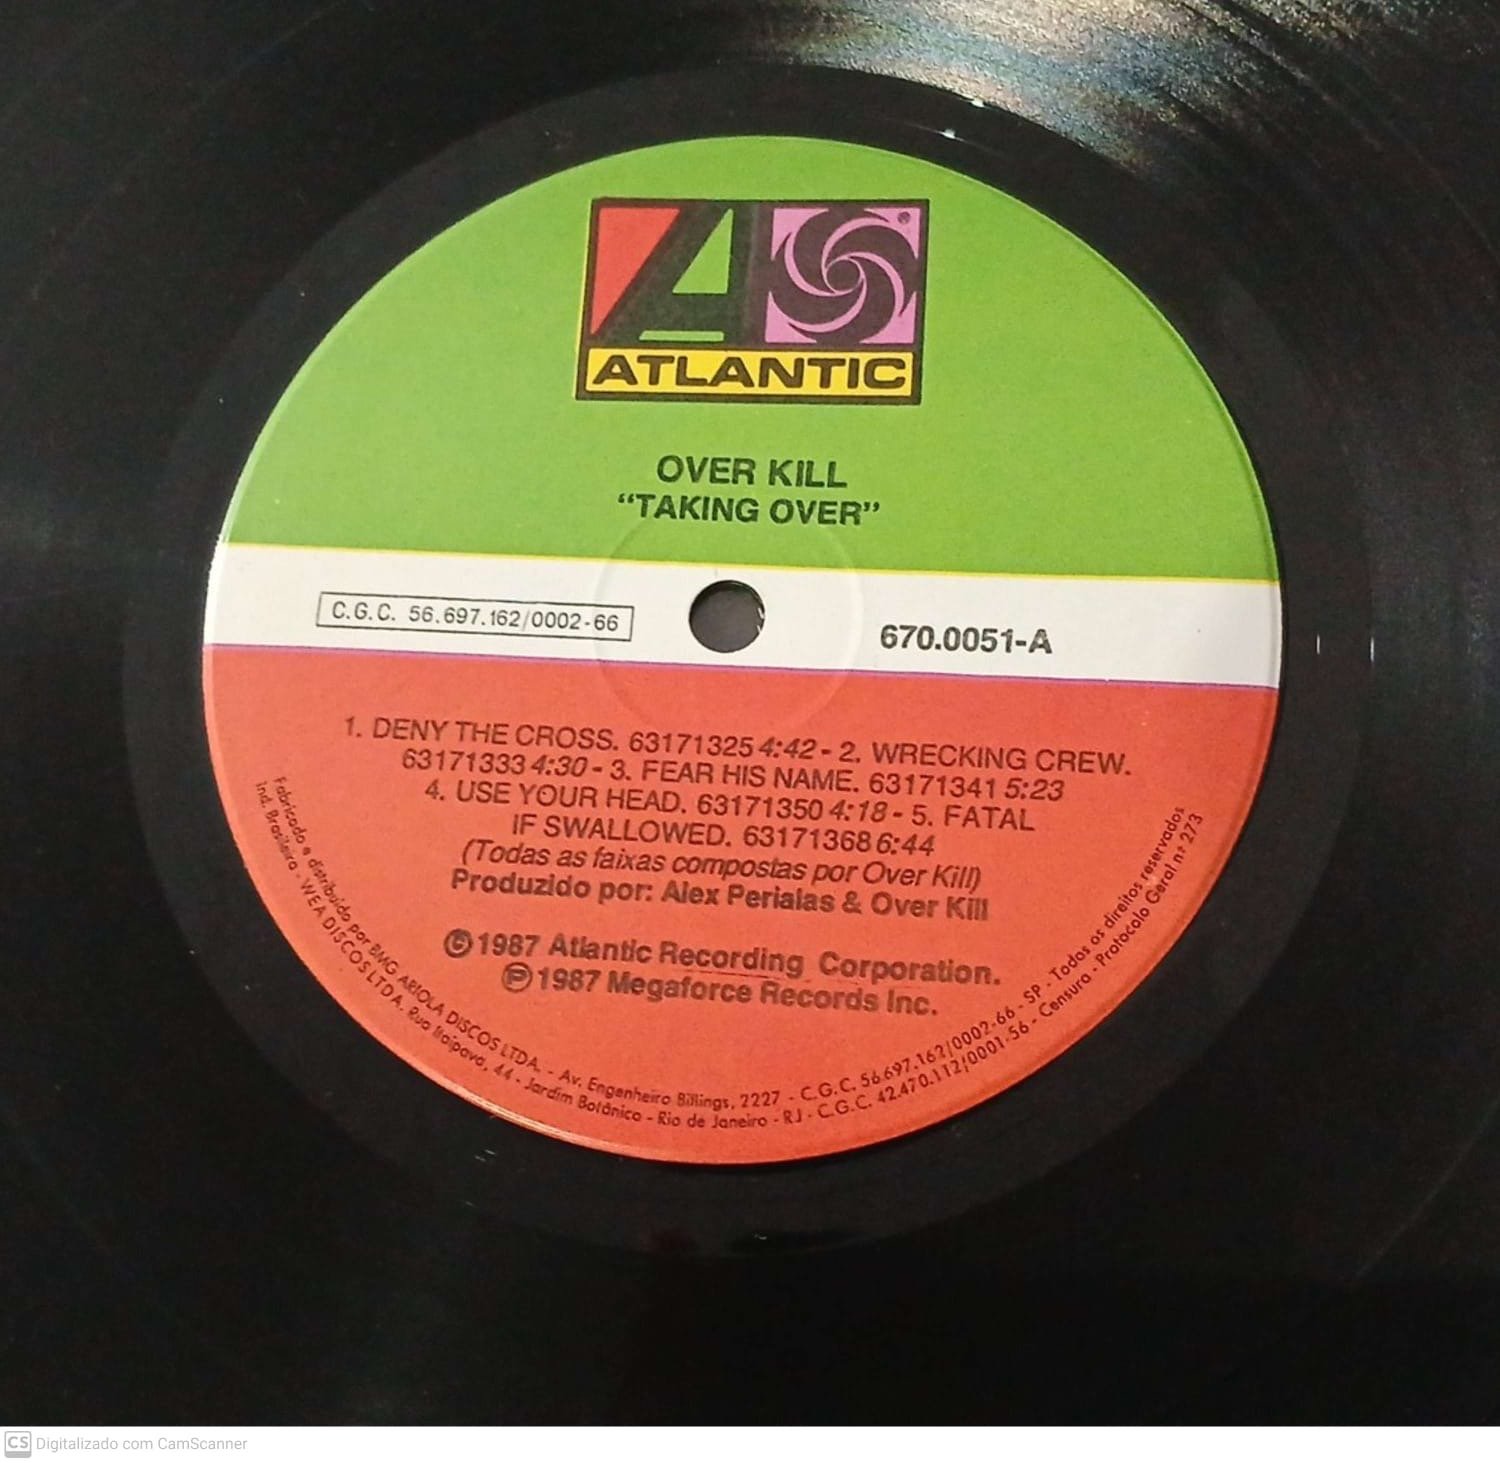 ATLANTIC
OVER KILL
“TAKING OVER”
C.G.C. 56.697.162/0002-66
670.0051-A
1. DENY THE CROSS. 63171325 4:42 - 2. WRECKING CREW.
63171333 4:30 - 3. FEAR HIS NAME. 63171341 5:23
4. USE YOUR HEAD. 63171350 4:18 - 5. FATAL
IF SWALLOWED. 63171368 6:44
(Todas as faixas compostas por Over Kill)
Produzido por: Alex Perialas & Over Kill
© 1987 Atlantic Recording Corporation.
℗ 1987 Megaforce Records Inc.
Fabricado e distribuido por BMG ARIOLA DISCOS LTDA. - Av. Engenheiro Billings, 2227 - C.G.C. 56.697.162/0002-66 - SP - Todos os direitos reservados
Ind. Brasileira - WEA DISCOS LTDA. Rua Itaipava, 44 - Jardim Botânico - Rio de Janeiro - RJ - C.G.C. 42.470.112/0001-56 - Censura - Protocolo Geral nº 273
CS Digitalizado com CamScanner